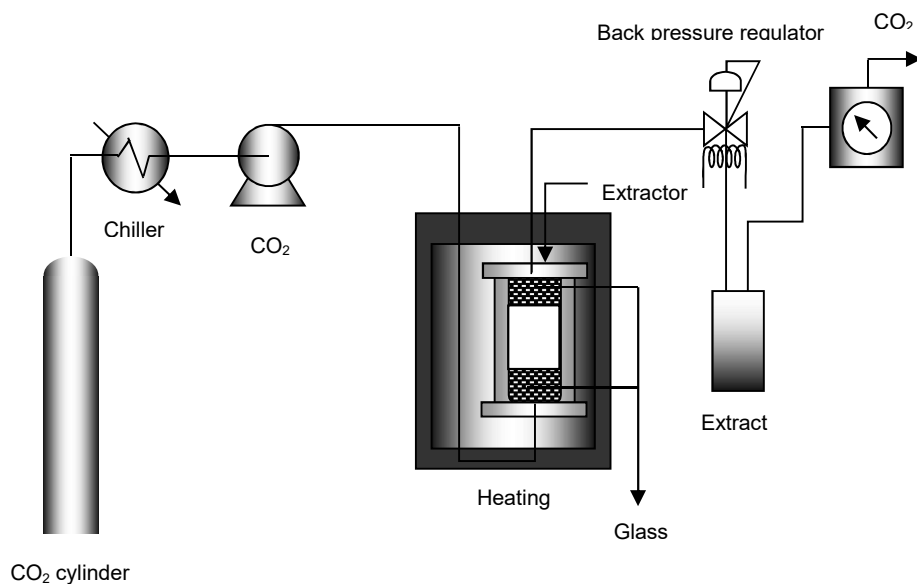 CO₂
Back pressure regulator
Extractor
Chiller
CO₂
Extract
Heating
Glass
CO₂ cylinder